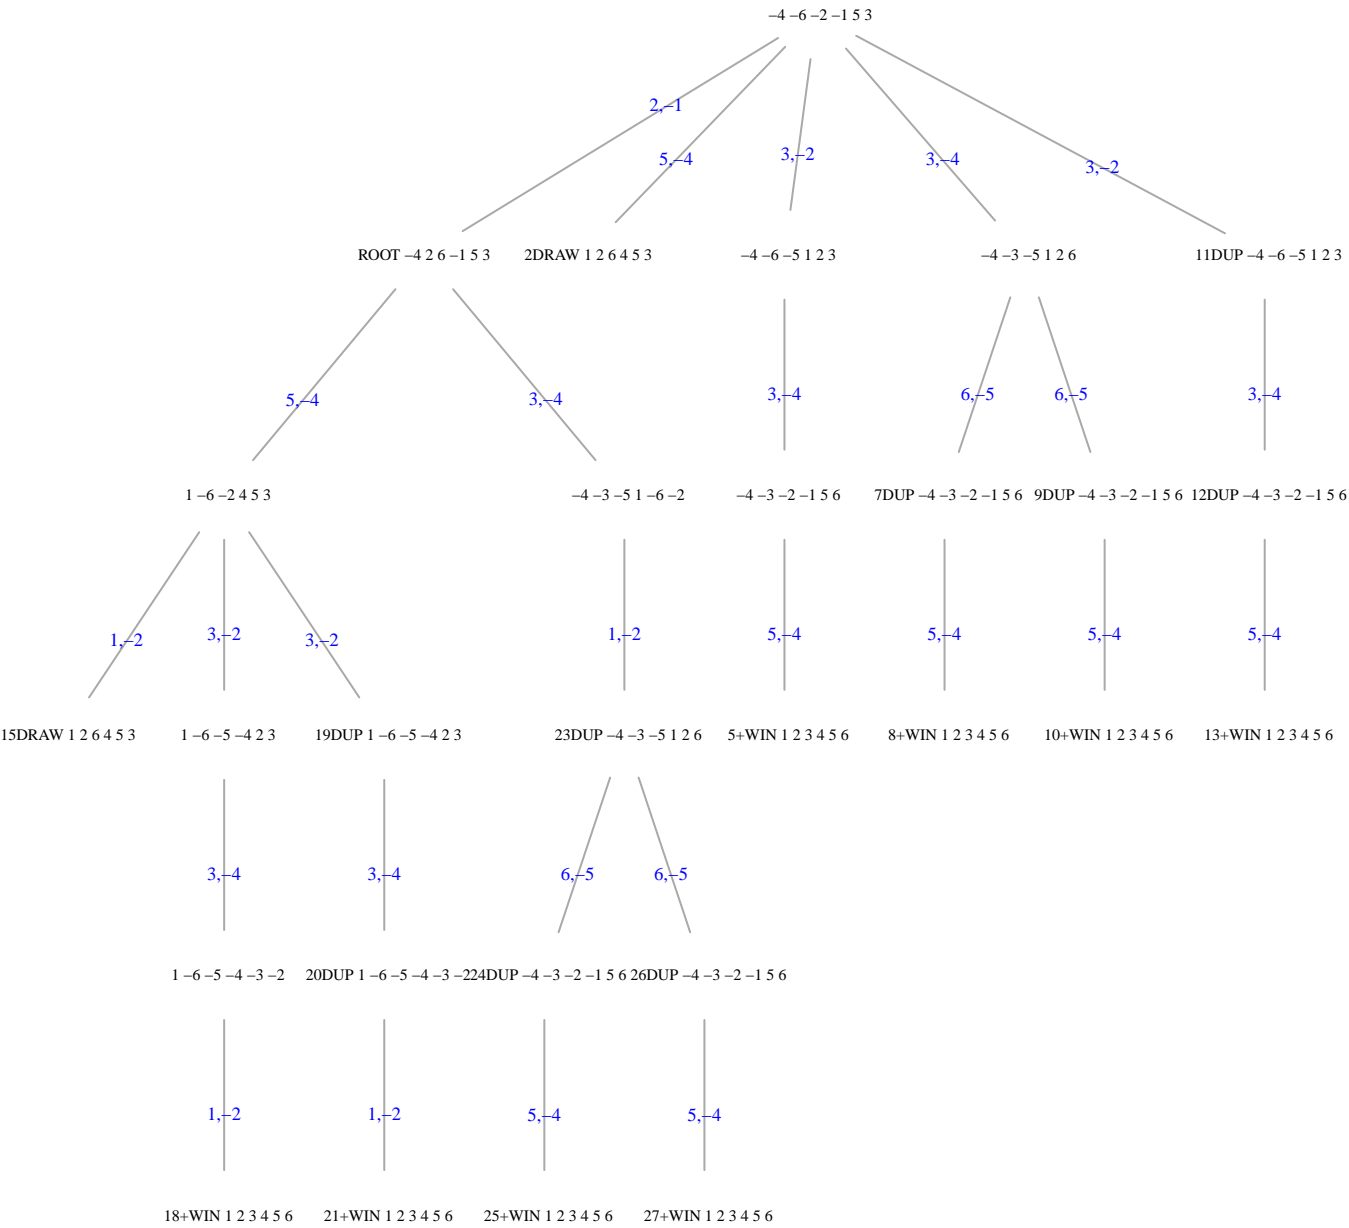 −4 −6 −2 −1 5 3
2,−1
5,−4
3,−2
3,−4
3,−2
ROOT −4 2 6 −1 5 3
2DRAW 1 2 6 4 5 3
−4 −6 −5 1 2 3
−4 −3 −5 1 2 6
11DUP −4 −6 −5 1 2 3
5,−4
3,−4
3,−4
6,−5
6,−5
3,−4
1 −6 −2 4 5 3
−4 −3 −5 1 −6 −2
−4 −3 −2 −1 5 6
7DUP −4 −3 −2 −1 5 6
9DUP −4 −3 −2 −1 5 6
12DUP −4 −3 −2 −1 5 6
1,−2
3,−2
3,−2
1,−2
5,−4
5,−4
5,−4
5,−4
15DRAW 1 2 6 4 5 3
1 −6 −5 −4 2 3
19DUP 1 −6 −5 −4 2 3
23DUP −4 −3 −5 1 2 6
5+WIN 1 2 3 4 5 6
8+WIN 1 2 3 4 5 6
10+WIN 1 2 3 4 5 6
13+WIN 1 2 3 4 5 6
3,−4
3,−4
6,−5
6,−5
1 −6 −5 −4 −3 −2
20DUP 1 −6 −5 −4 −3 −2
24DUP −4 −3 −2 −1 5 6
26DUP −4 −3 −2 −1 5 6
1,−2
1,−2
5,−4
5,−4
18+WIN 1 2 3 4 5 6
21+WIN 1 2 3 4 5 6
25+WIN 1 2 3 4 5 6
27+WIN 1 2 3 4 5 6